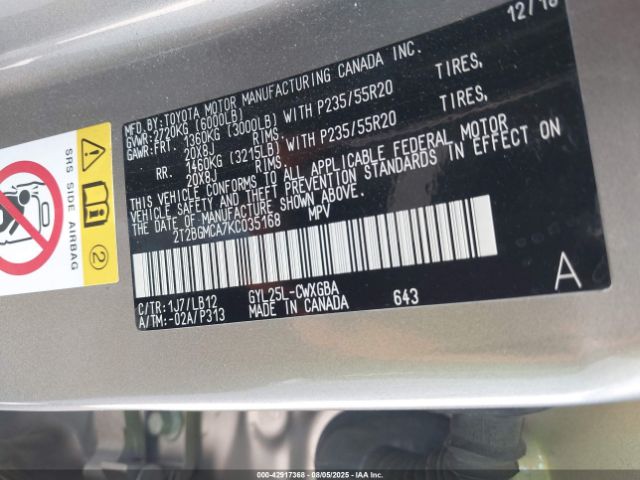 12/18
MFD. BY: TOYOTA MOTOR MANUFACTURING CANADA INC.
GVWR: 2720KG (6000LB)
GAWR: FRT. 1360KG (3000LB) WITH P235/55R20 TIRES,
20X8J RIMS
RR. 1460KG (3215LB) WITH P235/55R20 TIRES,
20X8J RIMS
THIS VEHICLE CONFORMS TO ALL APPLICABLE FEDERAL MOTOR
VEHICLE SAFETY AND THEFT PREVENTION STANDARDS IN EFFECT ON
THE DATE OF MANUFACTURE SHOWN ABOVE.
2T2BGMCA7KC035168 MPV
C/TR: 1J7/LB12 GYL25L-CWXGBA
A/TM: -02A/P313 MADE IN CANADA 643
A
SRS SIDE AIRBAG
2
000-42917368 - 08/05/2025 - IAAI.COM